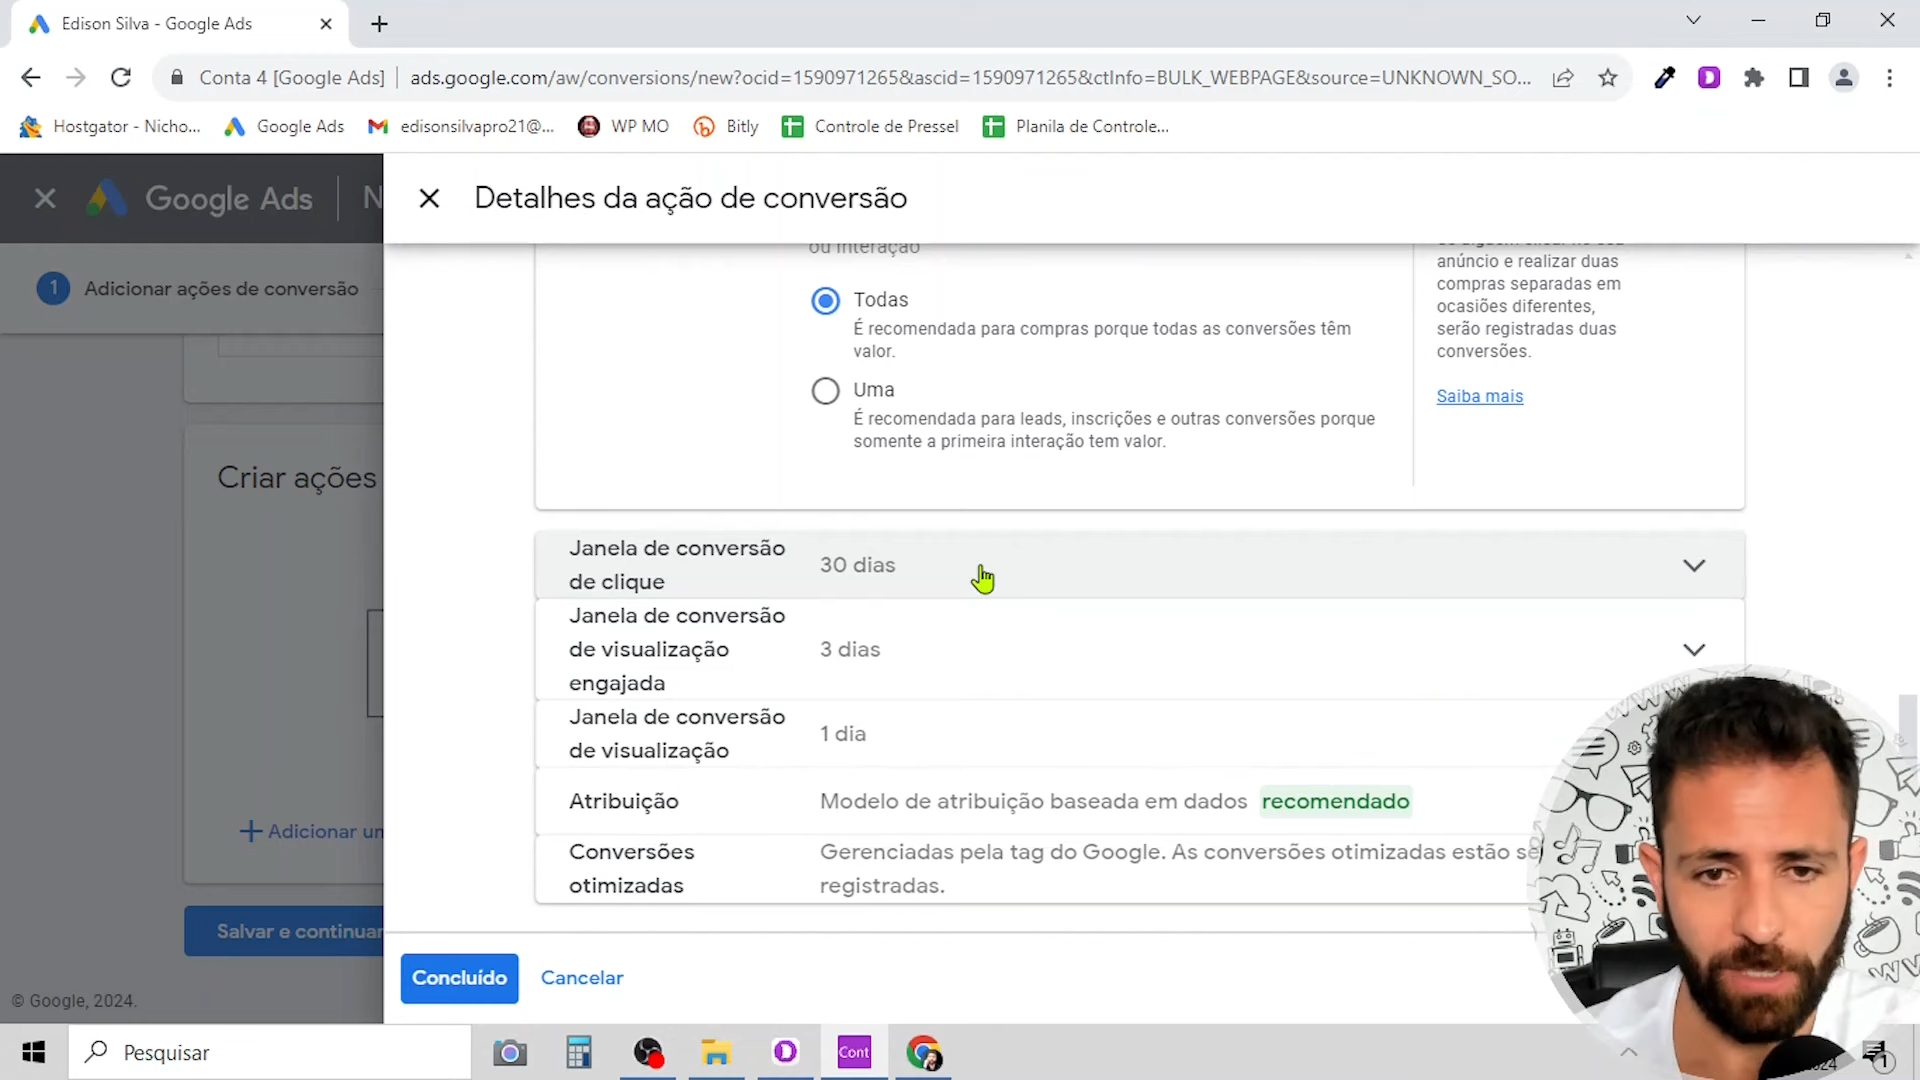 Edison Silva - Google Ads
Conta 4 [Google Ads]
ads.google.com/aw/conversions/new?ocid=1590971265&ascid=1590971265&ctInfo=BULK_WEBPAGE&source=UNKNOWN_SO...
Hostgator - Nicho...
Google Ads
edisonsilvapro21@...
WP MO
Bitly
Controle de Pressel
Planila de Controle...
Google Ads
N
Detalhes da ação de conversão
1 Adicionar ações de conversão
ou interação
Todas
É recomendada para compras porque todas as conversões têm
valor.
Uma
É recomendada para leads, inscrições e outras conversões porque
somente a primeira interação tem valor.
anúncio e realizar duas
compras separadas em
ocasiões diferentes,
serão registradas duas
conversões.
Saiba mais
Criar ações
Janela de conversão
de clique
30 dias
Janela de conversão
de visualização
engajada
3 dias
Janela de conversão
de visualização
1 dia
Atribuição
Modelo de atribuição baseada em dados recomendado
Conversões
otimizadas
Gerenciadas pela tag do Google. As conversões otimizadas estão se
registradas.
+ Adicionar un
Salvar e continuar
Concluído
Cancelar
© Google, 2024.
Pesquisar
Cont
1